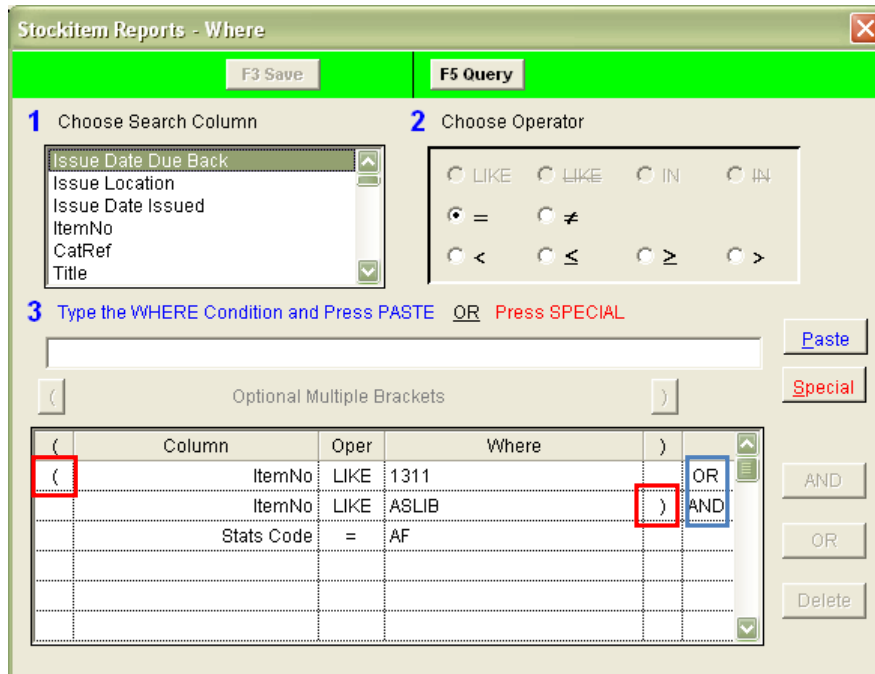 Stockitem Reports - Where
F3 Save F5 Query
1 Choose Search Column 2 Choose Operator
Issue Date Due Back
Issue Location
Issue Date Issued
ItemNo
CatRef
Title
LIKE LIKE IN IN
= ≠
< ≤ ≥ >
3 Type the WHERE Condition and Press PASTE OR Press SPECIAL
Paste
Special
( Optional Multiple Brackets )
( Column Oper Where )
( ItemNo LIKE 1311 OR
ItemNo LIKE ASLIB ) AND
Stats Code = AF
AND
OR
Delete